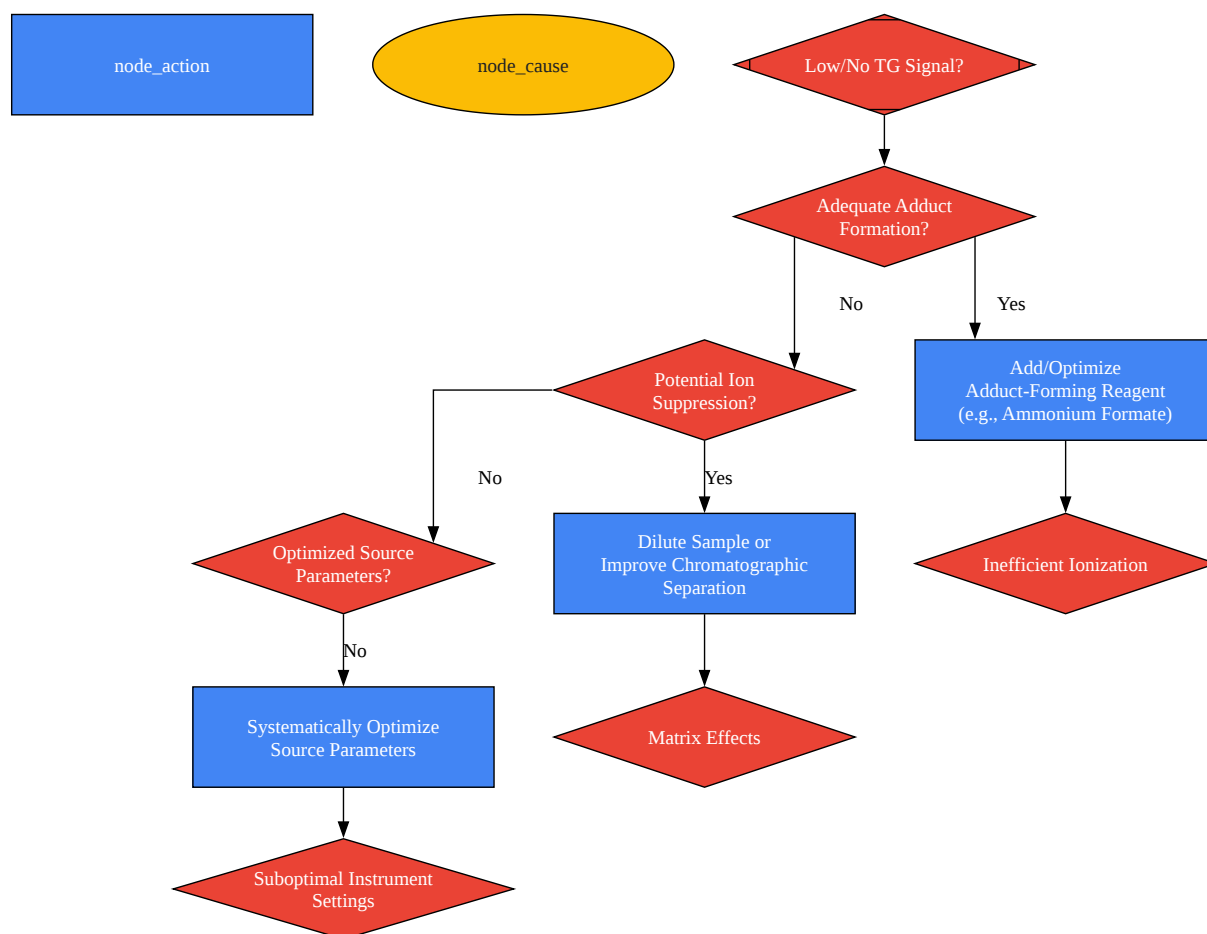 node_action
node_cause
Low/No TG Signal?
Adequate Adduct
Formation?
No
Yes
Potential Ion
Suppression?
Add/Optimize
Adduct-Forming Reagent
(e.g., Ammonium Formate)
No
Yes
Optimized Source
Parameters?
Dilute Sample or
Improve Chromatographic
Separation
Inefficient Ionization
No
Systematically Optimize
Source Parameters
Matrix Effects
Suboptimal Instrument
Settings